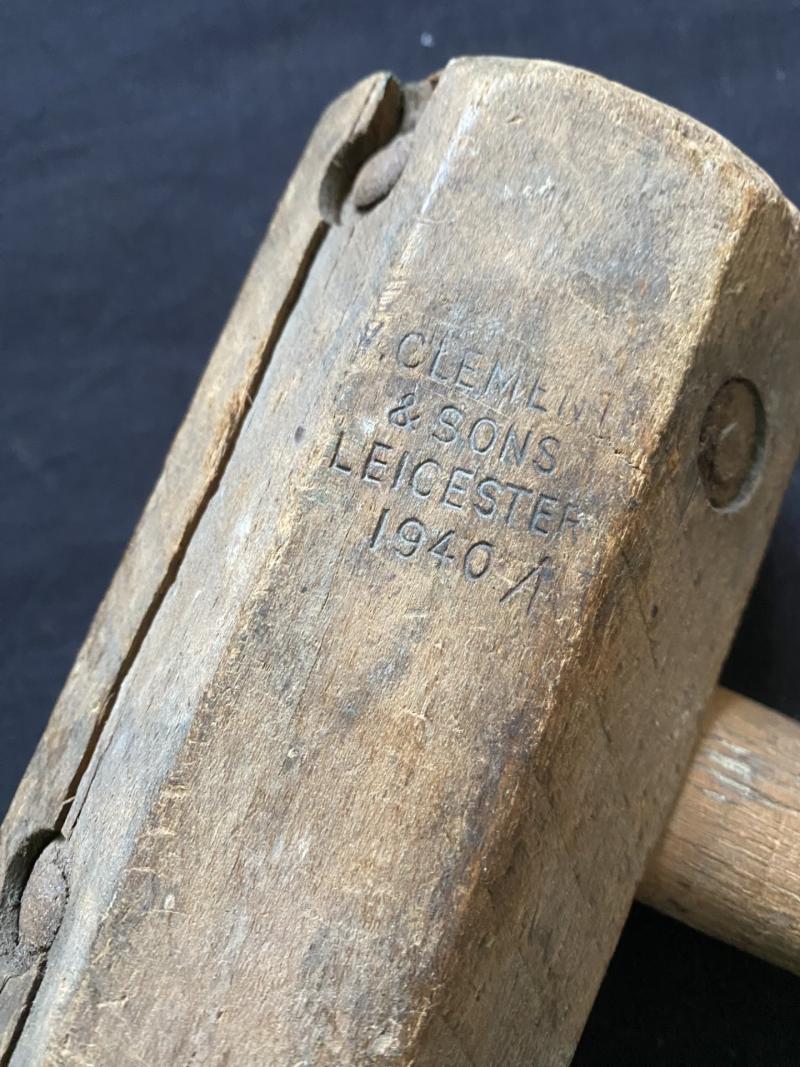 CLEMENT
& SONS
LEICESTER
1940